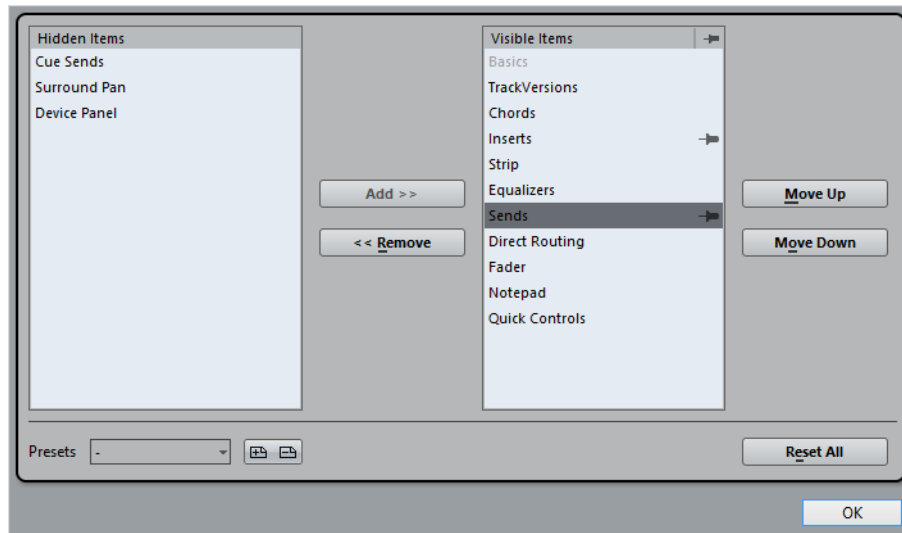 Hidden Items
Cue Sends
Surround Pan
Device Panel
Add >>
<< Remove
Visible Items
Basics
TrackVersions
Chords
Inserts
Strip
Equalizers
Sends
Direct Routing
Fader
Notepad
Quick Controls
Move Up
Move Down
Presets -
Reset All
OK